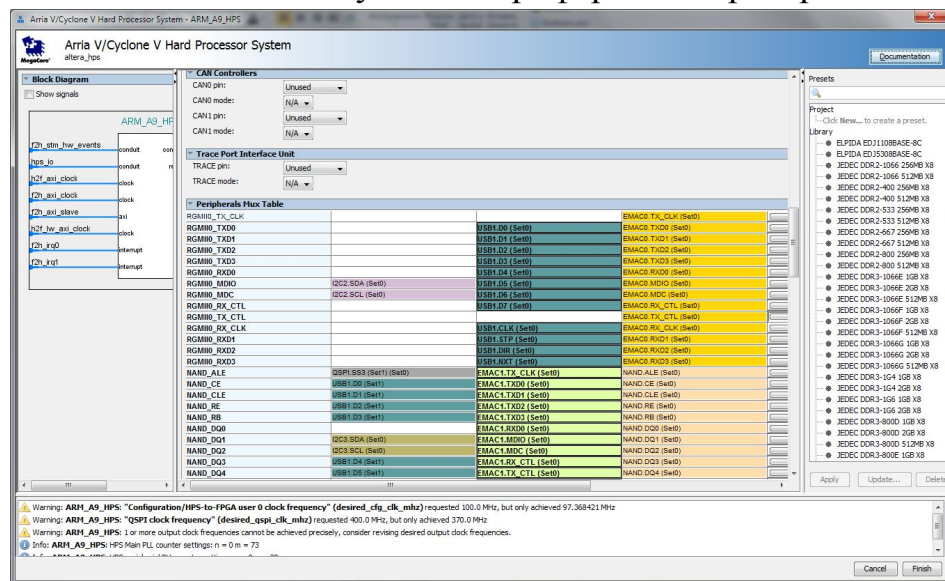 Arria V/Cyclone V Hard Processor System - ARM_A9_HPS
Arria V/Cyclone V Hard Processor System
altera_hps
MegaCore'
Documentation
Block Diagram
Show signals
ARM_A9_HP
f2h_stm_hw_events
conduit con
hps_io
conduit re
h2f_axi_clock
clock
f2h_axi_clock
clock
f2h_axi_slave
axi
h2f_lw_axi_clock
clock
f2h_irq0
interrupt
f2h_irq1
interrupt
CAN Controllers
CAN0 pin: Unused
CAN0 mode: N/A
CAN1 pin: Unused
CAN1 mode: N/A
Trace Port Interface Unit
TRACE pin: Unused
TRACE mode: N/A
Peripherals Mux Table
RGMII0_TX_CLK EMAC0.TX_CLK (Set0)
RGMII0_TXD0 USB1.D0 (Set0) EMAC0.TXD0 (Set0)
RGMII0_TXD1 USB1.D1 (Set0) EMAC0.TXD1 (Set0)
RGMII0_TXD2 USB1.D2 (Set0) EMAC0.TXD2 (Set0)
RGMII0_TXD3 USB1.D3 (Set0) EMAC0.TXD3 (Set0)
RGMII0_RXD0 USB1.D4 (Set0) EMAC0.RXD0 (Set0)
RGMII0_MDIO I2C2.SDA (Set0) USB1.D5 (Set0) EMAC0.MDIO (Set0)
RGMII0_MDC I2C2.SCL (Set0) USB1.D6 (Set0) EMAC0.MDC (Set0)
RGMII0_RX_CTL USB1.D7 (Set0) EMAC0.RX_CTL (Set0)
RGMII0_TX_CTL EMAC0.TX_CTL (Set0)
RGMII0_RX_CLK USB1.CLK (Set0) EMAC0.RX_CLK (Set0)
RGMII0_RXD1 USB1.STP (Set0) EMAC0.RXD1 (Set0)
RGMII0_RXD2 USB1.DIR (Set0) EMAC0.RXD2 (Set0)
RGMII0_RXD3 USB1.NXT (Set0) EMAC0.RXD3 (Set0)
NAND_ALE QSPI.SS3 (Set1) (Set0) EMAC1.TX_CLK (Set0) NAND.ALE (Set0)
NAND_CE USB1.D0 (Set1) EMAC1.TXD0 (Set0) NAND.CE (Set0)
NAND_CLE USB1.D1 (Set1) EMAC1.TXD1 (Set0) NAND.CLE (Set0)
NAND_RE USB1.D2 (Set1) EMAC1.TXD2 (Set0) NAND.RE (Set0)
NAND_RB USB1.D3 (Set1) EMAC1.TXD3 (Set0) NAND.RB (Set0)
NAND_DQ0 EMAC1.RXD0 (Set0) NAND.DQ0 (Set0)
NAND_DQ1 I2C3.SDA (Set0) EMAC1.MDIO (Set0) NAND.DQ1 (Set0)
NAND_DQ2 I2C3.SCL (Set0) EMAC1.MDC (Set0) NAND.DQ2 (Set0)
NAND_DQ3 USB1.D4 (Set1) EMAC1.RX_CTL (Set0) NAND.DQ3 (Set0)
NAND_DQ4 USB1.D5 (Set1) EMAC1.TX_CTL (Set0) NAND.DQ4 (Set0)
Presets
Project
Click New... to create a preset.
Library
ELPIDA EDJ1108BASE-8C
ELPIDA EDJ5308BASE-8C
JEDEC DDR2-1066 256MB X8
JEDEC DDR2-1066 512MB X8
JEDEC DDR2-400 256MB X8
JEDEC DDR2-400 512MB X8
JEDEC DDR2-533 256MB X8
JEDEC DDR2-533 512MB X8
JEDEC DDR2-667 256MB X8
JEDEC DDR2-667 512MB X8
JEDEC DDR2-800 256MB X8
JEDEC DDR2-800 512MB X8
JEDEC DDR3-1066E 1GB X8
JEDEC DDR3-1066E 2GB X8
JEDEC DDR3-1066E 512MB X8
JEDEC DDR3-1066F 1GB X8
JEDEC DDR3-1066F 2GB X8
JEDEC DDR3-1066F 512MB X8
JEDEC DDR3-1066G 1GB X8
JEDEC DDR3-1066G 2GB X8
JEDEC DDR3-1066G 512MB X8
JEDEC DDR3-1G4 1GB X8
JEDEC DDR3-1G4 2GB X8
JEDEC DDR3-1G6 1GB X8
JEDEC DDR3-1G6 2GB X8
JEDEC DDR3-800D 1GB X8
JEDEC DDR3-800D 2GB X8
JEDEC DDR3-800D 512MB X8
JEDEC DDR3-800E 1GB X8
Apply Update... Delet
Warning: ARM_A9_HPS: "Configuration/HPS-to-FPGA user 0 clock frequency" (desired_cfg_clk_mhz) requested 100.0 MHz, but only achieved 97.368421 MHz
Warning: ARM_A9_HPS: "QSPI clock frequency" (desired_qspi_clk_mhz) requested 400.0 MHz, but only achieved 370.0 MHz
Warning: ARM_A9_HPS: 1 or more output clock frequencies cannot be achieved precisely, consider revising desired output clock frequencies.
Info: ARM_A9_HPS: HPS Main PLL counter settings: n = 0 m = 73
Cancel Finish